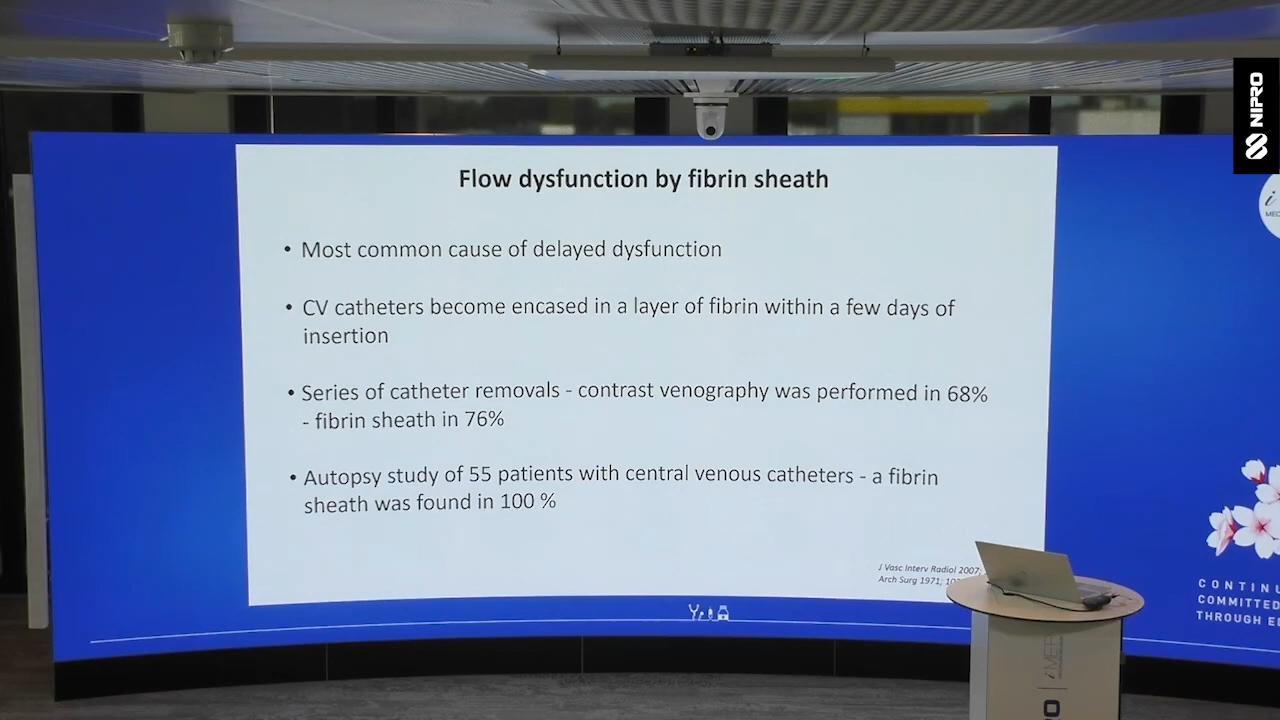 NIPRO
Flow dysfunction by fibrin sheath
• Most common cause of delayed dysfunction
• CV catheters become encased in a layer of fibrin within a few days of
insertion
• Series of catheter removals - contrast venography was performed in 68%
- fibrin sheath in 76%
• Autopsy study of 55 patients with central venous catheters - a fibrin
sheath was found in 100 %
J Vasc Interv Radiol 2007;
Arch Surg 1971;
COMMITTED
THROUGH